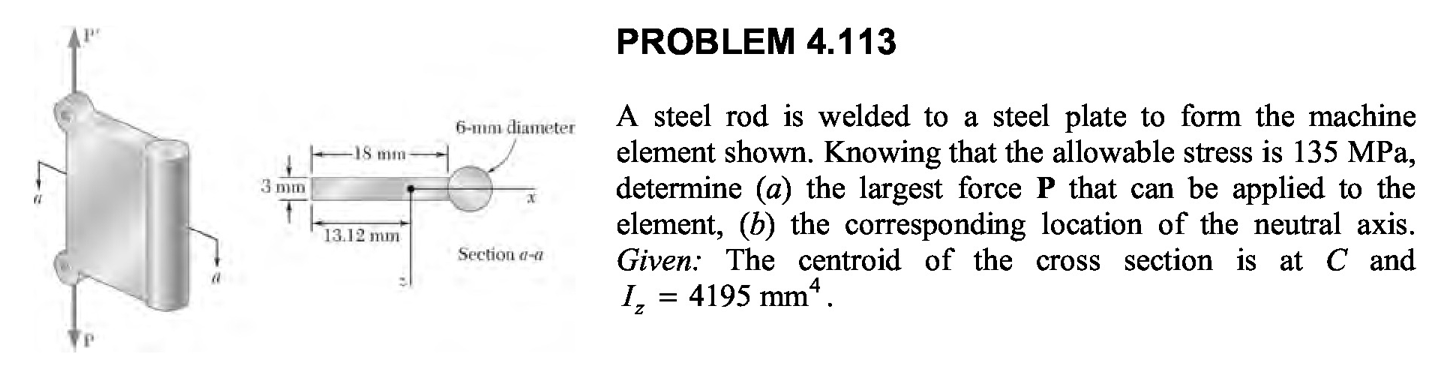 P'
PROBLEM 4.113
A steel rod is welded to a steel plate to form the machine
element shown. Knowing that the allowable stress is 135 MPa,
determine (a) the largest force P that can be applied to the
element, (b) the corresponding location of the neutral axis.
Given: The centroid of the cross section is at C and
I_z = 4195 mm⁴.
6-mm diameter
18 mm
3 mm
x
13.12 mm
Section a-a
z
a
a
P